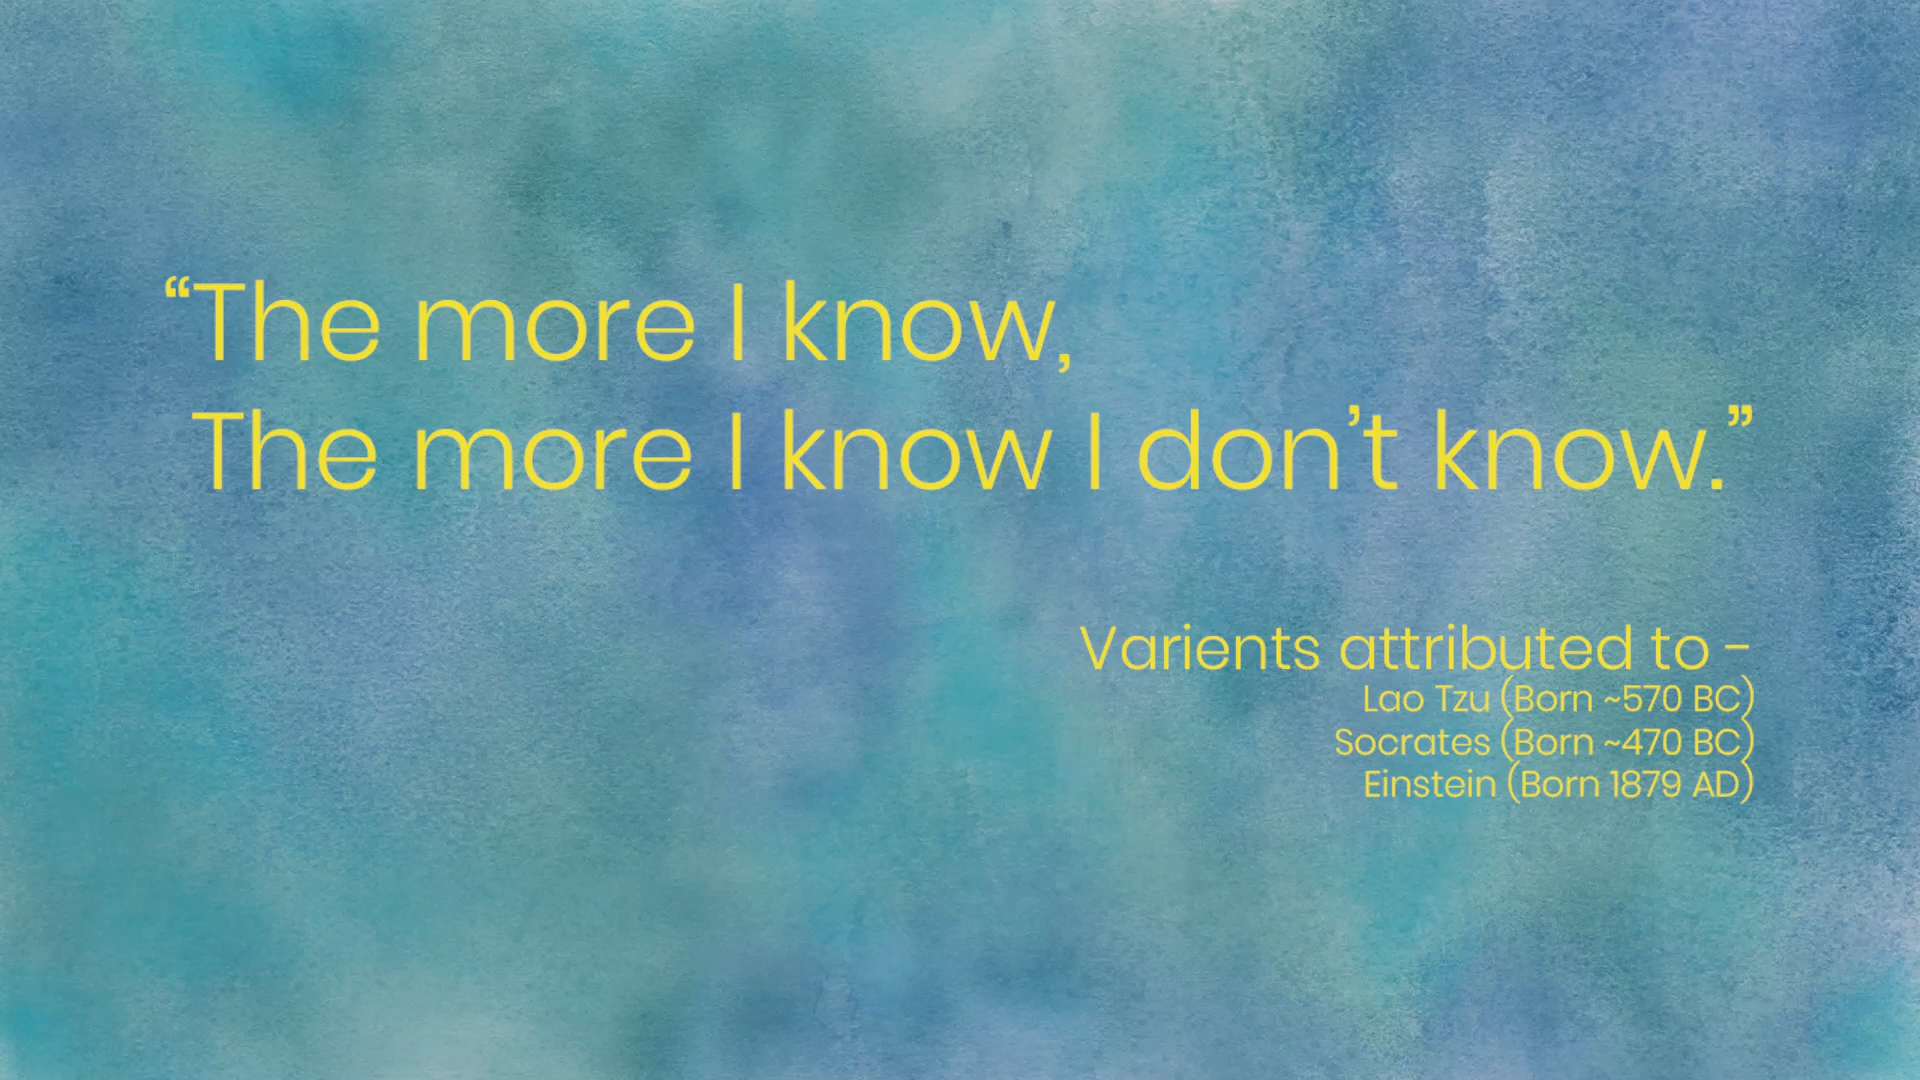 “The more I know,
The more I know I don’t know.”
Varients attributed to -
Lao Tzu (Born ~570 BC)
Socrates (Born ~470 BC)
Einstein (Born 1879 AD)